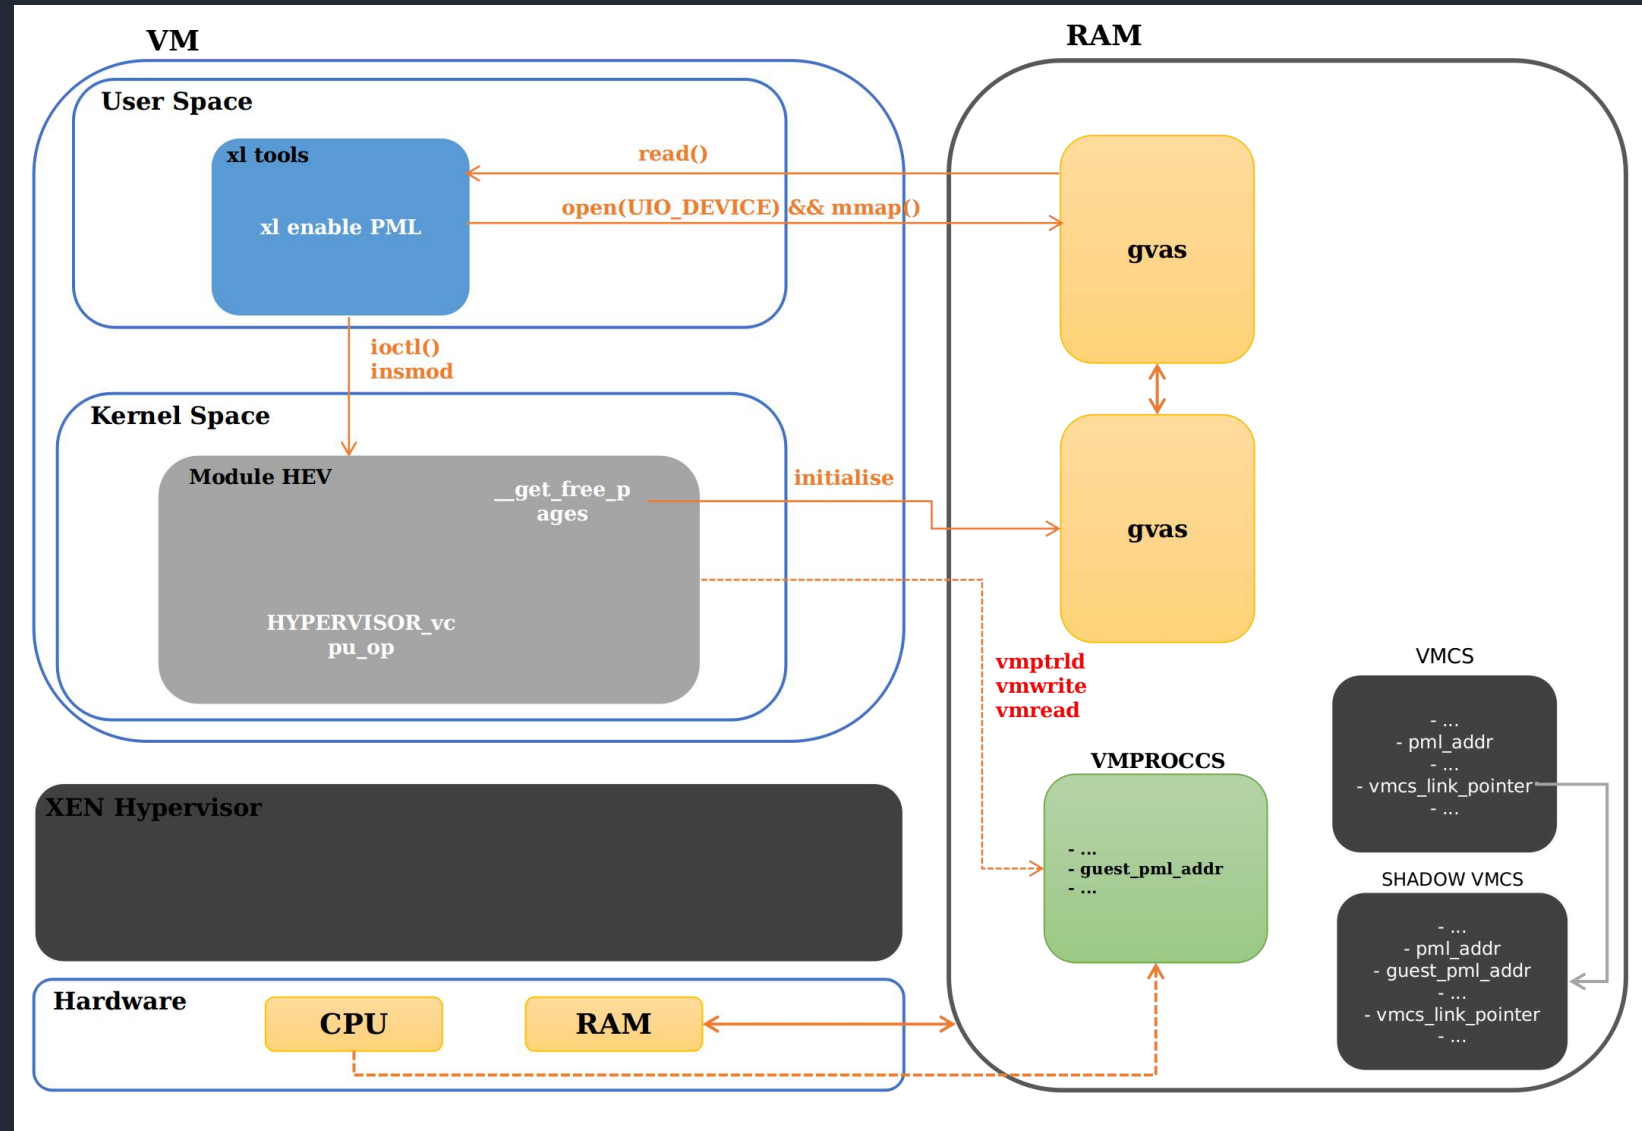 VM
User Space
xl tools
xl enable PML
read()
open(UIO_DEVICE) && mmap()
ioctl()
insmod
Kernel Space
Module HEV
__get_free_p
ages
HYPERVISOR_vc
pu_op
initialise
XEN Hypervisor
Hardware
CPU
RAM
RAM
gvas
gvas
vmptrld
vmwrite
vmread
VMPROCCS
- ...
- guest_pml_addr
- ...
VMCS
- ...
- pml_addr
- ...
- vmcs_link_pointer
- ...
SHADOW VMCS
- ...
- pml_addr
- guest_pml_addr
- ...
- vmcs_link_pointer
- ...